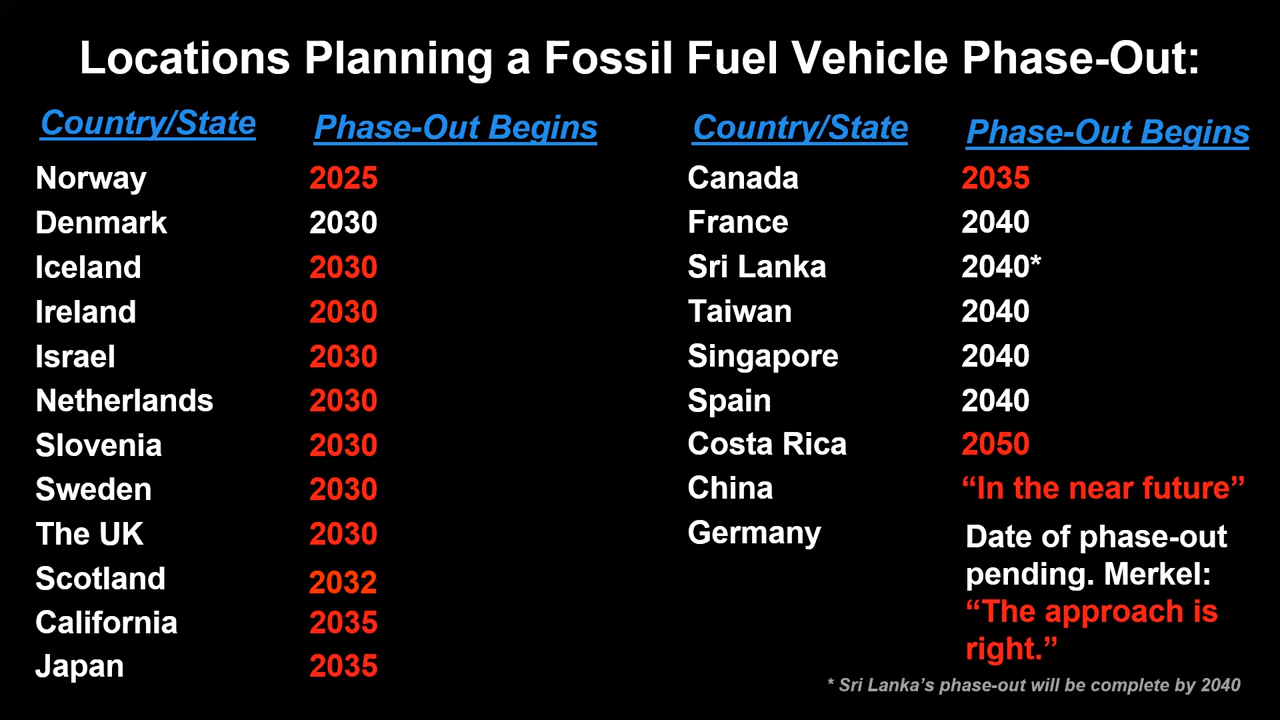 Locations Planning a Fossil Fuel Vehicle Phase-Out:
Country/State Phase-Out Begins
Norway 2025
Denmark 2030
Iceland 2030
Ireland 2030
Israel 2030
Netherlands 2030
Slovenia 2030
Sweden 2030
The UK 2030
Scotland 2032
California 2035
Japan 2035
Country/State Phase-Out Begins
Canada 2035
France 2040
Sri Lanka 2040*
Taiwan 2040
Singapore 2040
Spain 2040
Costa Rica 2050
China “In the near future”
Germany Date of phase-out
pending. Merkel:
“The approach is
right.”
* Sri Lanka’s phase-out will be complete by 2040